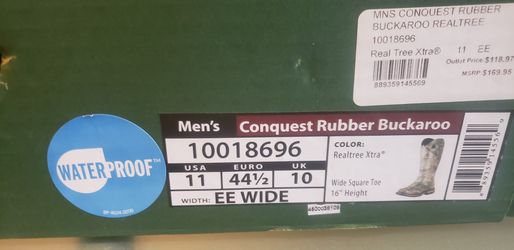 MNS CONQUEST RUBBER
BUCKAROO REALTREE
10018696
Real Tree Xtra® 11 EE
Outlet Price $118.97
MSRP $169.95
889359145569
WATERPROOF™
Men's Conquest Rubber Buckaroo
10018696
USA EURO UK
11 44½ 10
WIDTH: EE WIDE
COLOR:
Realtree Xtra®
Wide Square Toe
16" Height